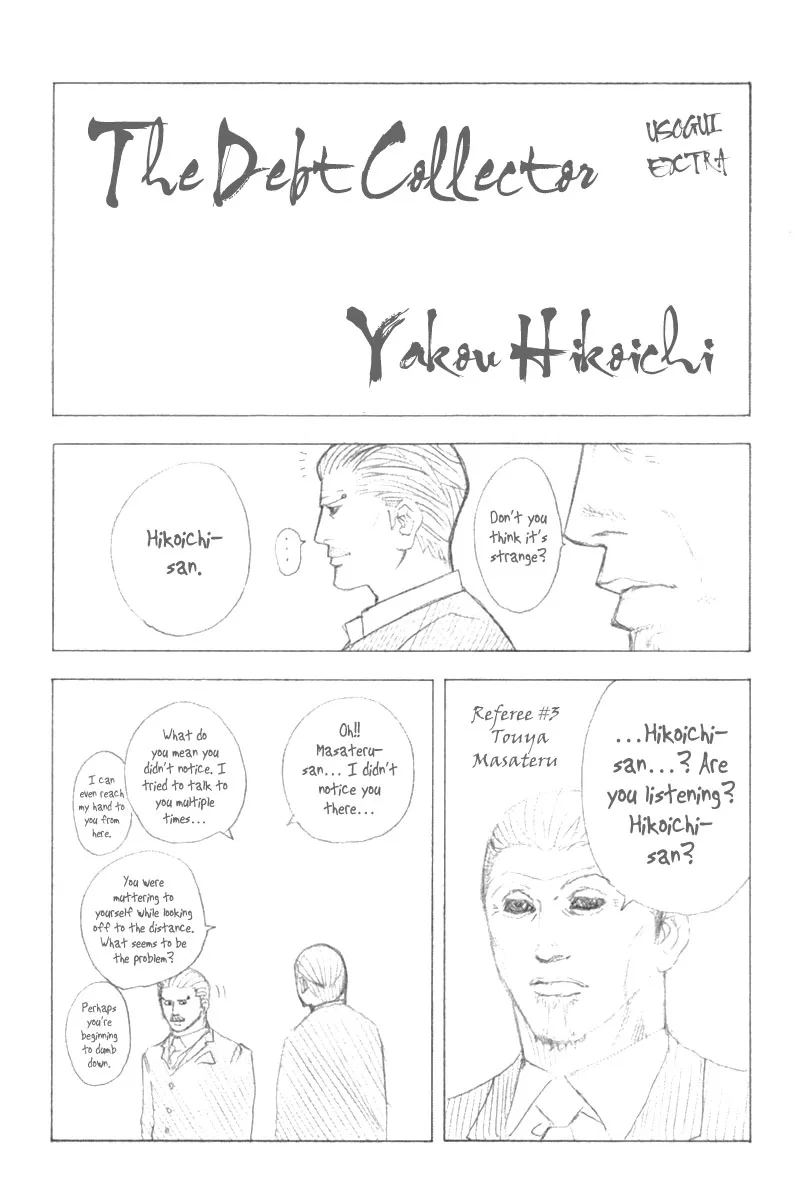 The Debt Collector
USOGUI
EXTRA
Yakou Hikoichi
Don't you
think it's
strange?
...
Hikoichi-
san.
...Hikoichi-
san...? Are
you listening?
Hikoichi-
san?
Referee #3
Touya
Masateru
Oh!!
Masateru-
san... I didn't
notice you
there...
What do
you mean you
didn't notice. I
tried to talk to
you multiple
times...
I can
even reach
my hand to
you from
here.
You were
muttering to
yourself while looking
off to the distance.
What seems to be
the problem?
Perhaps
you're
beginning
to dumb
down.